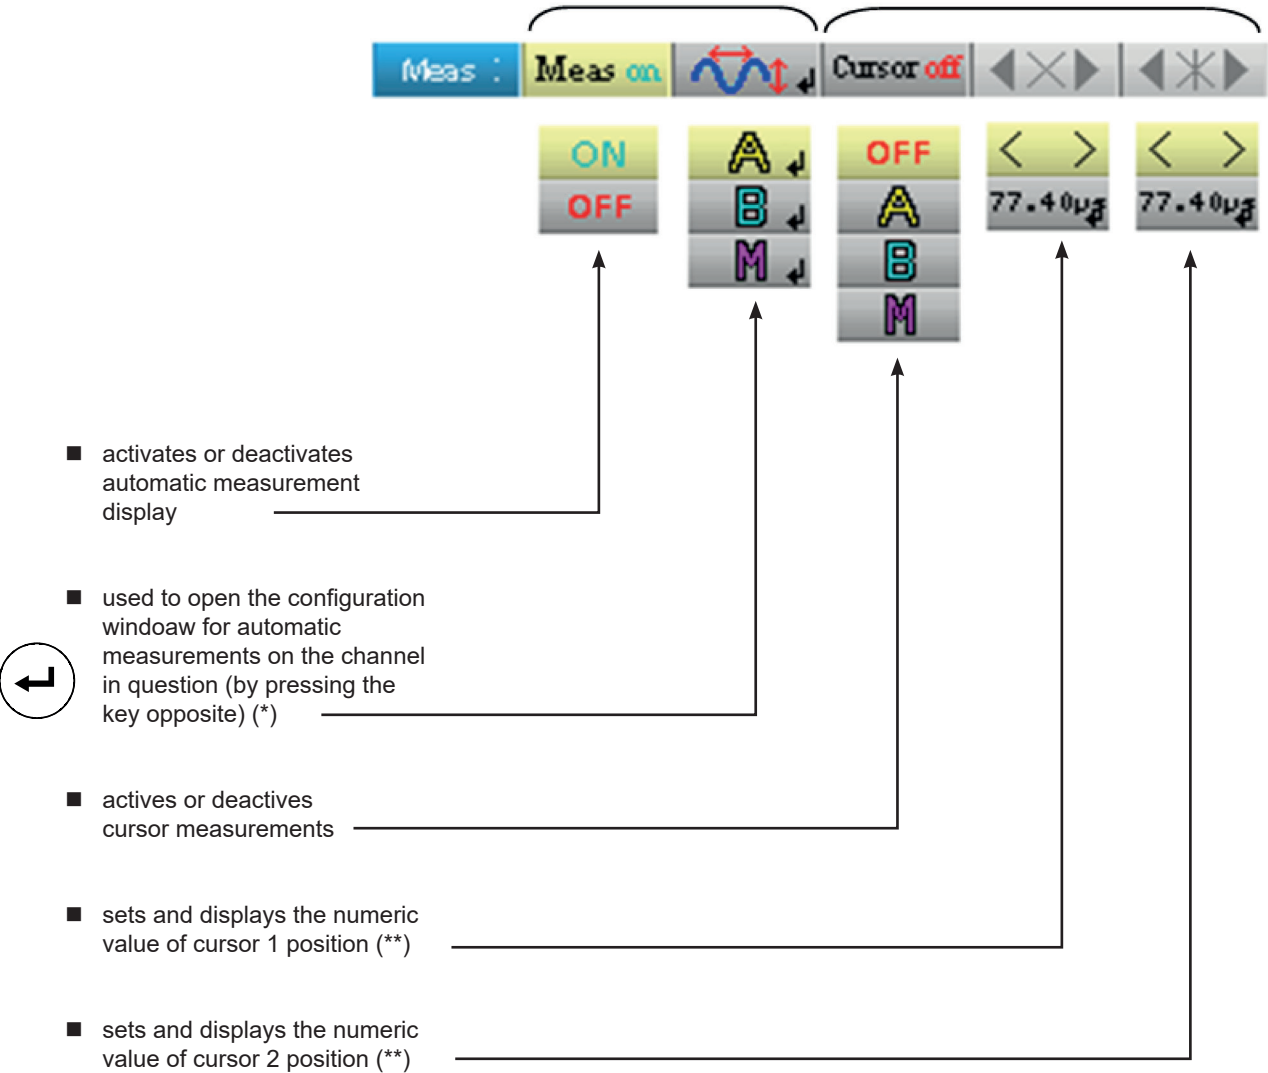 Meas : Meas on Cursor off
ON A OFF < > < >
OFF B A 77.40µs 77.40µs
M B
M
■ activates or deactivates
automatic measurement
display
■ used to open the configuration
windoaw for automatic
measurements on the channel
in question (by pressing the
key opposite) (*)
■ actives or deactives
cursor measurements
■ sets and displays the numeric
value of cursor 1 position (**)
■ sets and displays the numeric
value of cursor 2 position (**)